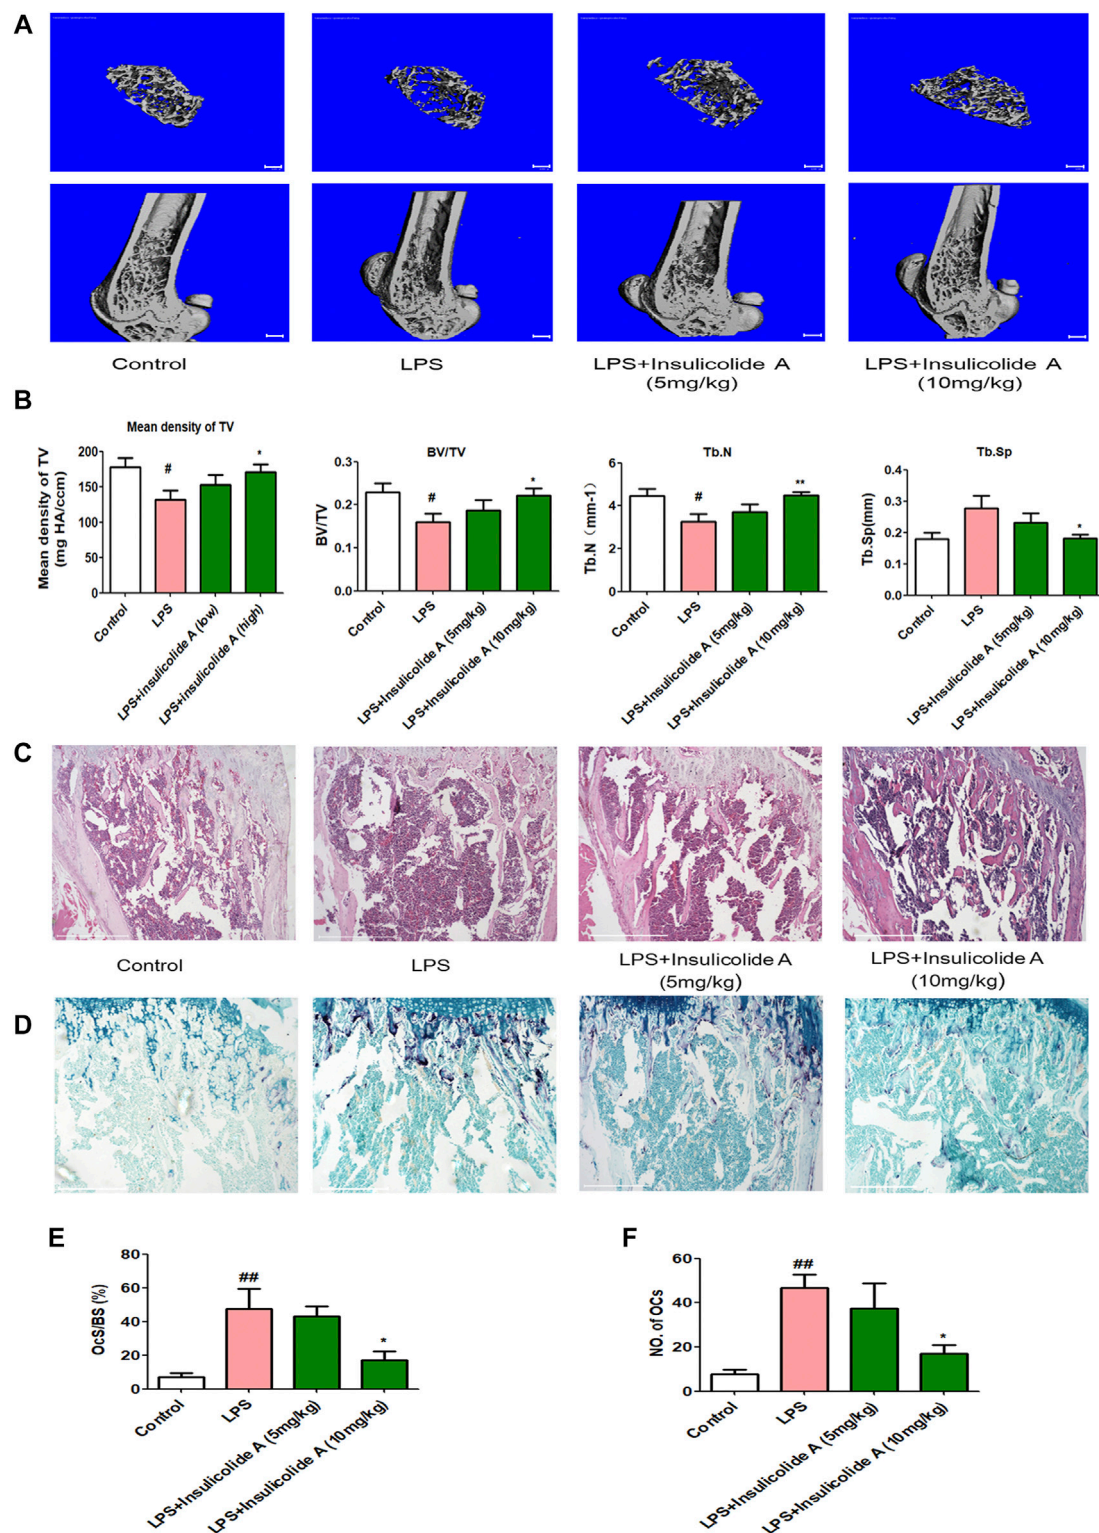 A
Control
LPS
LPS+Insulicolide A
(5mg/kg)
LPS+Insulicolide A
(10mg/kg)
B
Mean density of TV
Mean density of TV
(mg HA/ccm)
200
150
100
50
0
#
*
Control
LPS
LPS+insulicolide A (low)
LPS+insulicolide A (high)
BV/TV
BV/TV
0.3
0.2
0.1
0.0
#
*
Control
LPS
LPS+Insulicolide A (5mg/kg)
LPS+Insulicolide A (10mg/kg)
Tb.N
Tb.N（mm-1)
6
4
2
0
#
**
Control
LPS
LPS+Insulicolide A (5mg/kg)
LPS+Insulicolide A (10mg/kg)
Tb.Sp
Tb.Sp(mm)
0.4
0.3
0.2
0.1
0.0
*
Control
LPS
LPS+Insulicolide A (5mg/kg)
LPS+Insulicolide A (10mg/kg)
C
Control
LPS
LPS+Insulicolide A
(5mg/kg)
LPS+Insulicolide A
(10mg/kg)
D
E
OcS/BS (%)
80
60
40
20
0
##
*
Control
LPS
LPS+Insulicolide A (5mg/kg)
LPS+Insulicolide A (10mg/kg)
F
NO. of OCs
60
40
20
0
##
*
Control
LPS
LPS+Insulicolide A (5mg/kg)
LPS+Insulicolide A (10mg/kg)